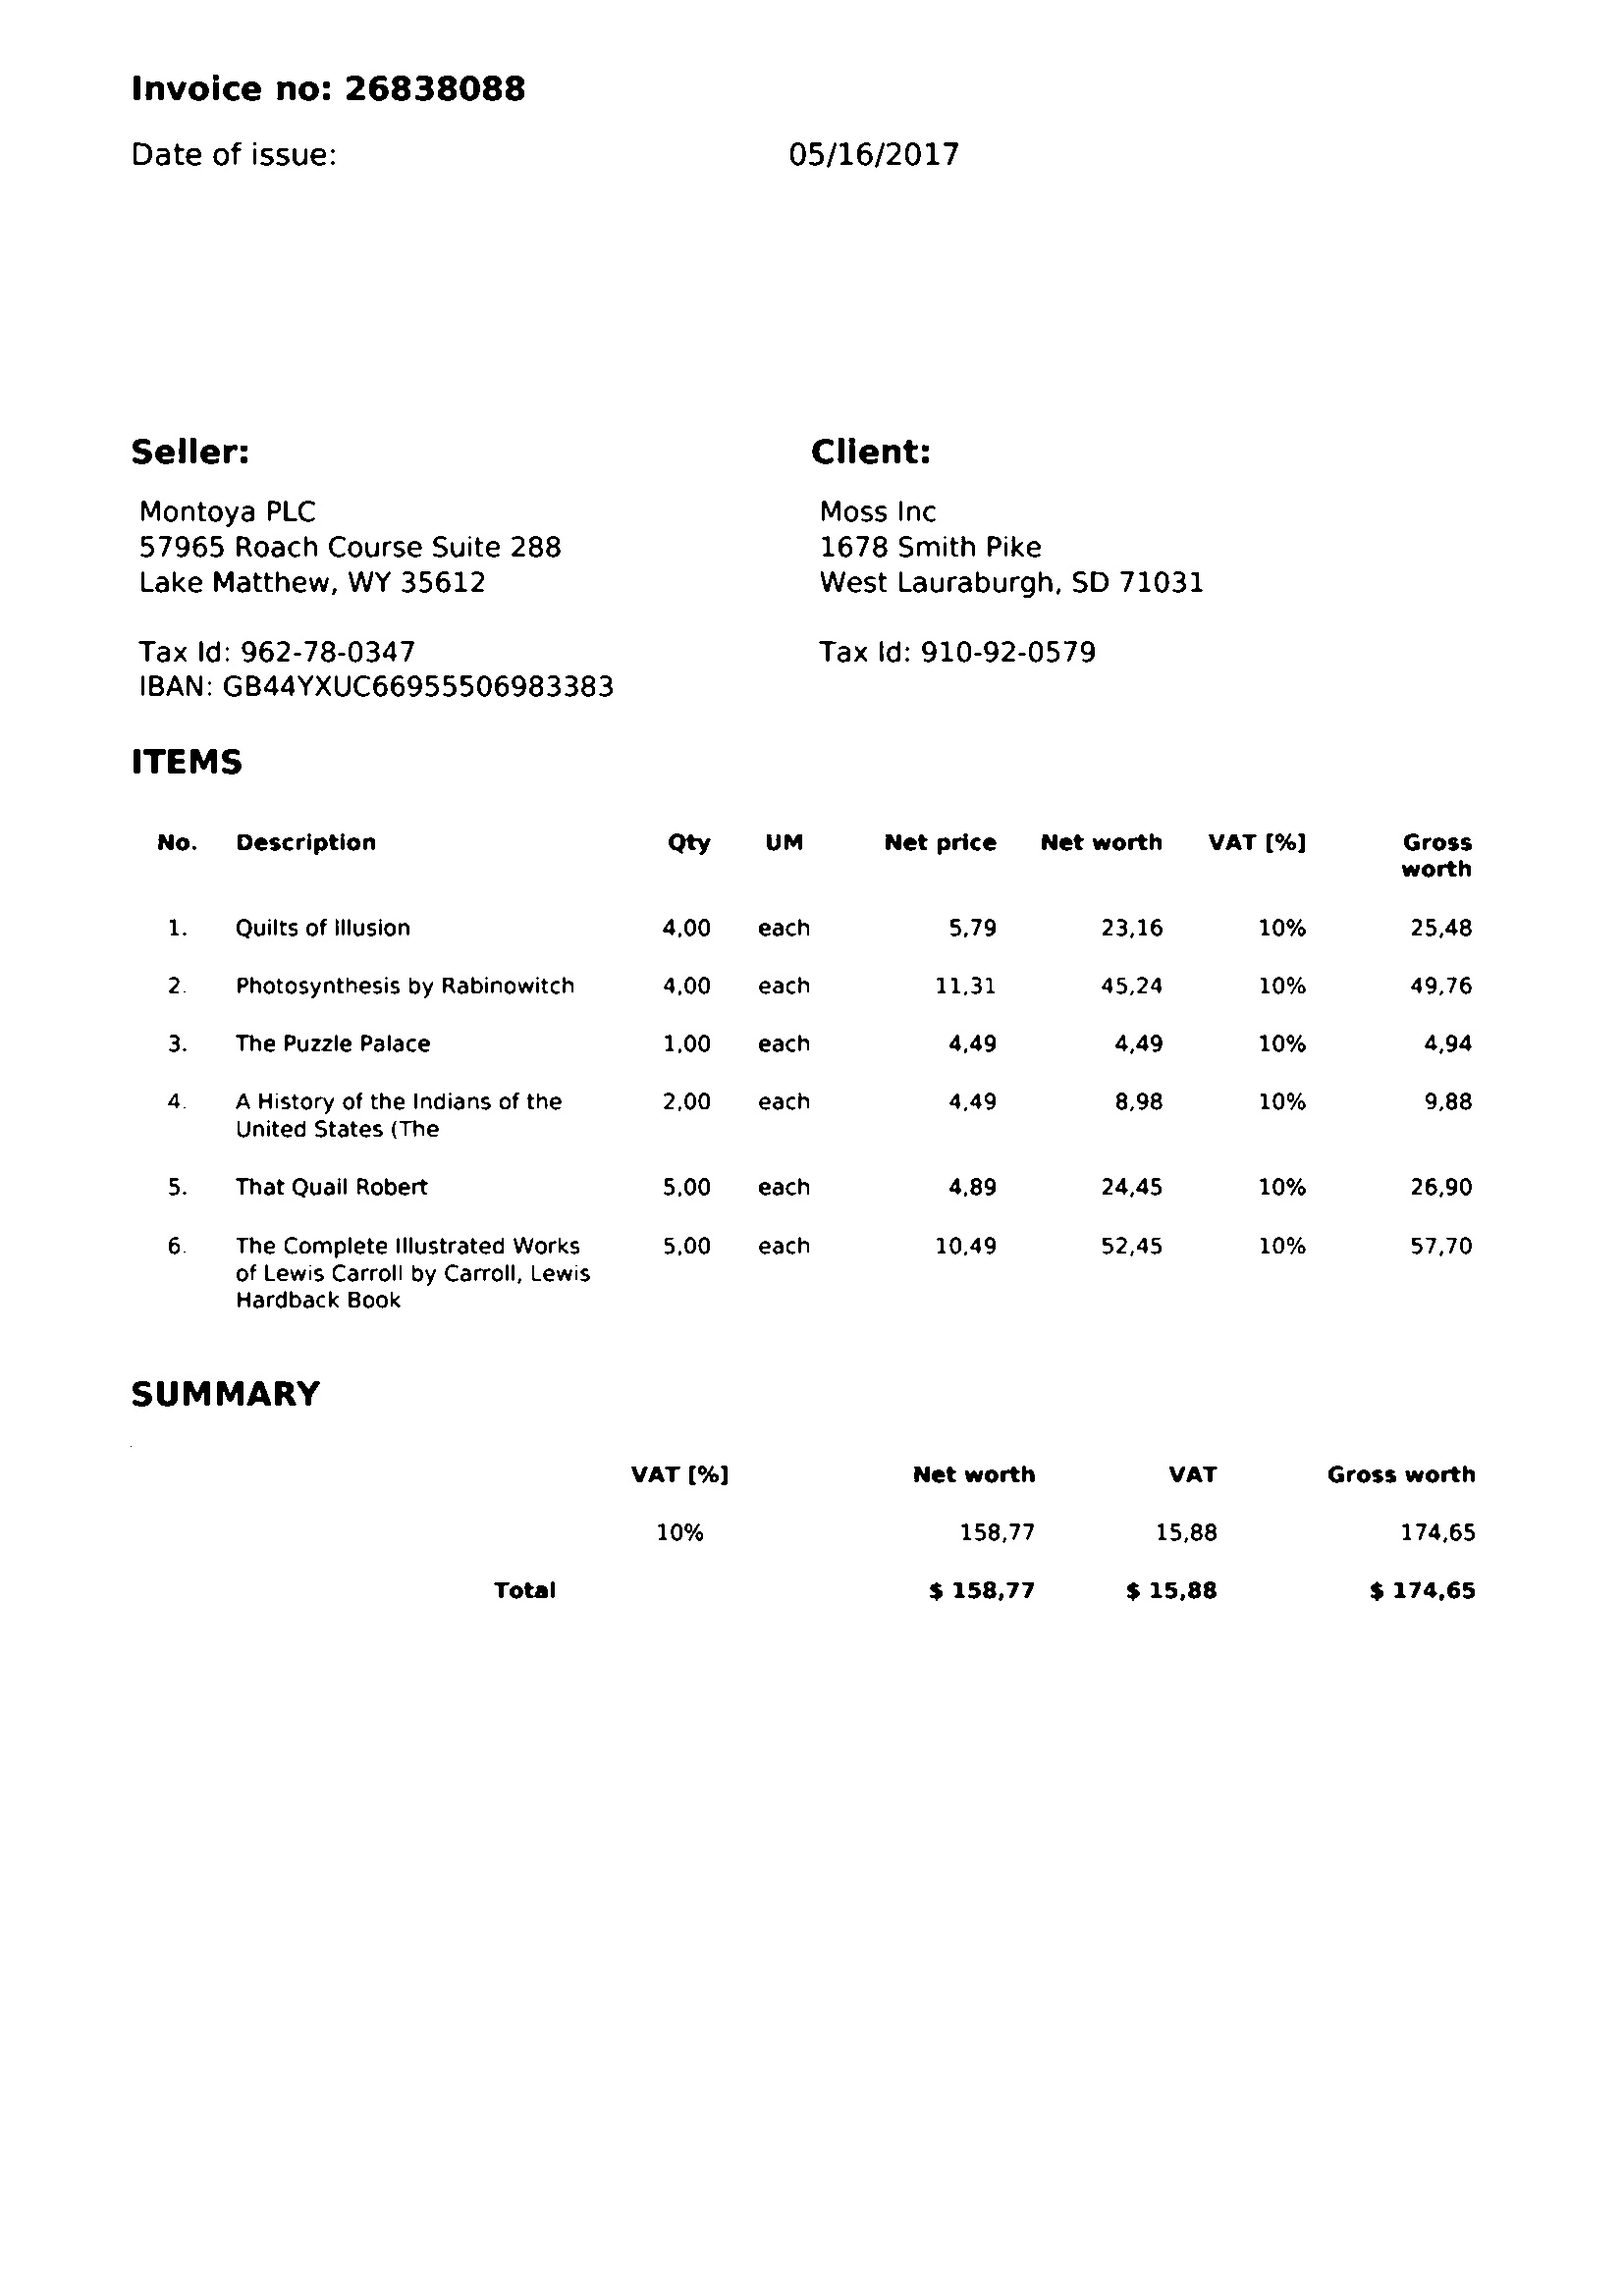 Invoice no: 26838088
Date of issue: 05/16/2017
Seller: Client:
Montoya PLC Moss Inc
57965 Roach Course Suite 288 1678 Smith Pike
Lake Matthew, WY 35612 West Lauraburgh, SD 71031
Tax Id: 962-78-0347 Tax Id: 910-92-0579
IBAN: GB44YXUC66955506983383
ITEMS
No. Description Qty UM Net price Net worth VAT [%] Gross
worth
1. Quilts of Illusion 4,00 each 5,79 23,16 10% 25,48
2. Photosynthesis by Rabinowitch 4,00 each 11,31 45,24 10% 49,76
3. The Puzzle Palace 1,00 each 4,49 4,49 10% 4,94
4. A History of the Indians of the 2,00 each 4,49 8,98 10% 9,88
United States (The
5. That Quail Robert 5,00 each 4,89 24,45 10% 26,90
6. The Complete Illustrated Works 5,00 each 10,49 52,45 10% 57,70
of Lewis Carroll by Carroll, Lewis
Hardback Book
SUMMARY
VAT [%] Net worth VAT Gross worth
10% 158,77 15,88 174,65
Total $ 158,77 $ 15,88 $ 174,65